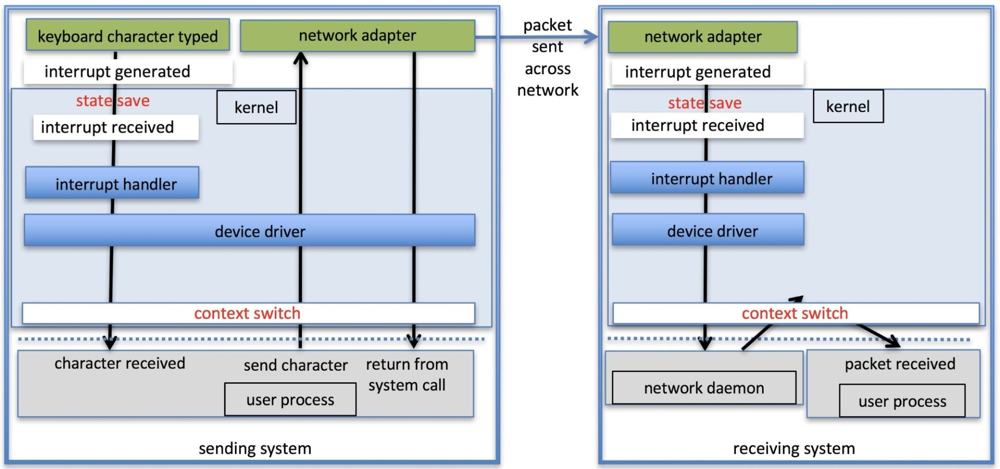 keyboard character typed
network adapter
interrupt generated
state save
kernel
interrupt received
interrupt handler
device driver
context switch
character received
send character
return from
system call
user process
sending system
packet
sent
across
network
network adapter
interrupt generated
state save
kernel
interrupt received
interrupt handler
device driver
context switch
network daemon
packet received
user process
receiving system